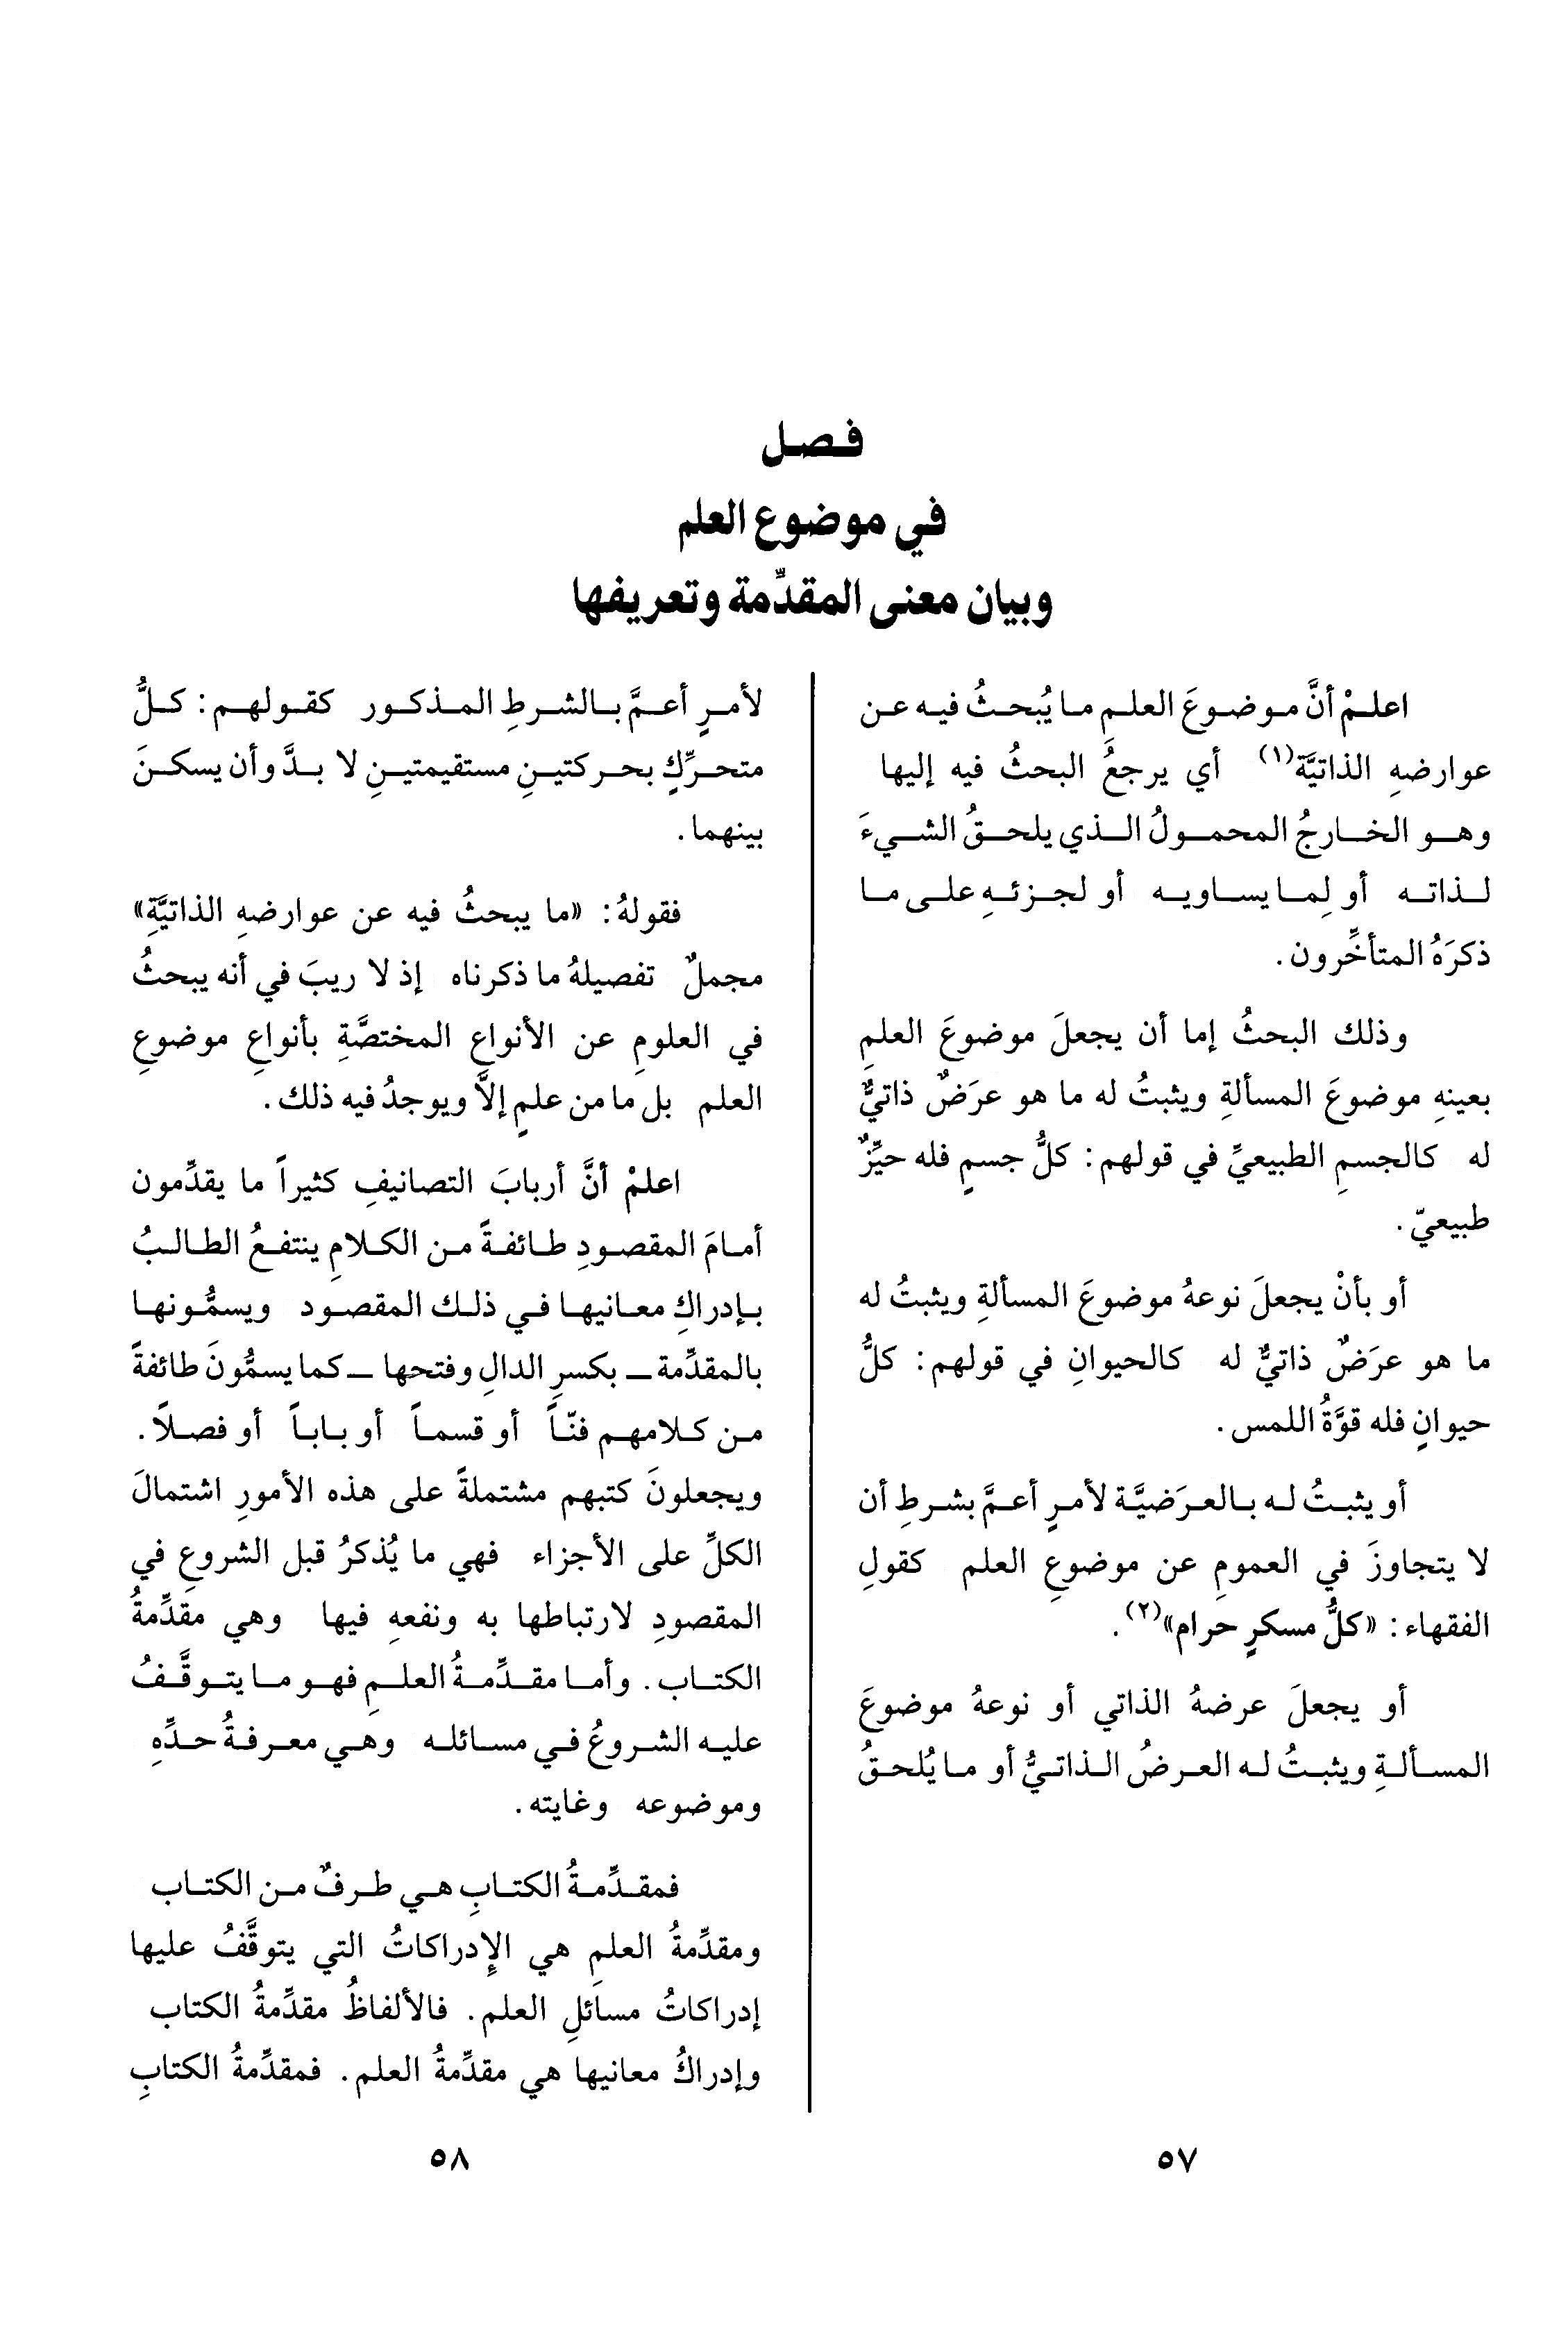 فصل
في موضوع العلم
وبيان معنى المقدِّمة وتعريفها
اعلمْ أنَّ موضوعَ العلمِ ما يُبحثُ فيه عن
عوارضهِ الذاتيَّة(١) أي يرجعُ البحثُ فيه إليها
وهو الخارجُ المحمولُ الذي يلحقُ الشيءَ
لذاته أو لِما يساويه أو لجزئهِ على ما
ذكرَهُ المتأخِّرون.
وذلك البحثُ إما أن يجعلَ موضوعَ العلمِ
بعينهِ موضوعَ المسألةِ ويثبتُ له ما هو عرَضٌ ذاتيٌّ
له كالجسمِ الطبيعيِّ في قولهم: كلُّ جسمٍ فله حيِّزٌ
طبيعيّ.
أو بأنْ يجعلَ نوعهُ موضوعَ المسألةِ ويثبتُ له
ما هو عرَضٌ ذاتيٌّ له كالحيوانِ في قولهم: كلُّ
حيوانٍ فله قوَّةُ اللمس.
أو يثبتُ له بالعرَضيَّة لأمرٍ أعمَّ بشرطِ أن
لا يتجاوزَ في العمومِ عن موضوعِ العلم كقولِ
الفقهاء: «كلُّ مسكرٍ حرام»(٢).
أو يجعلَ عرضهُ الذاتي أو نوعهُ موضوعَ
المسألةِ ويثبتُ له العرضُ الذاتيُّ أو ما يُلحقُ
٥٧
لأمرٍ أعمَّ بالشرطِ المذكور كقولهم: كلُّ
متحرِّكٍ بحركتينِ مستقيمتينِ لا بدَّ وأن يسكنَ
بينهما.
فقولهُ: «ما يبحثُ فيه عن عوارضهِ الذاتيَّةِ»
مجملٌ تفصيلهُ ما ذكرناه إذ لا ريبَ في أنه يبحثُ
في العلومِ عن الأنواعِ المختصَّةِ بأنواعِ موضوعِ
العلم بل ما من علمٍ إلاَّ ويوجدُ فيه ذلك.
اعلمْ أنَّ أربابَ التصانيفِ كثيراً ما يقدِّمون
أمامَ المقصودِ طائفةً من الكلامِ ينتفعُ الطالبُ
بإدراكِ معانيها في ذلك المقصود ويسمُّونها
بالمقدِّمة ــ بكسرِ الدالِ وفتحها ــ كما يسمُّونَ طائفةً
من كلامهم فنّاً أو قسماً أو باباً أو فصلاً.
ويجعلونَ كتبهم مشتملةً على هذه الأمورِ اشتمالَ
الكلِّ على الأجزاء فهي ما يُذكرُ قبل الشروعِ في
المقصودِ لارتباطها به ونفعهِ فيها وهي مقدِّمةُ
الكتاب. وأما مقدِّمةُ العلمِ فهو ما يتوقَّفُ
عليه الشروعُ في مسائله وهي معرفةُ حدِّهِ
وموضوعه وغايته.
فمقدِّمةُ الكتابِ هي طرفٌ من الكتاب
ومقدِّمةُ العلمِ هي الإدراكاتُ التي يتوقَّفُ عليها
إدراكاتُ مسائلِ العلم. فالألفاظُ مقدِّمةُ الكتاب
وإدراكُ معانيها هي مقدِّمةُ العلم. فمقدِّمةُ الكتابِ
٥٨